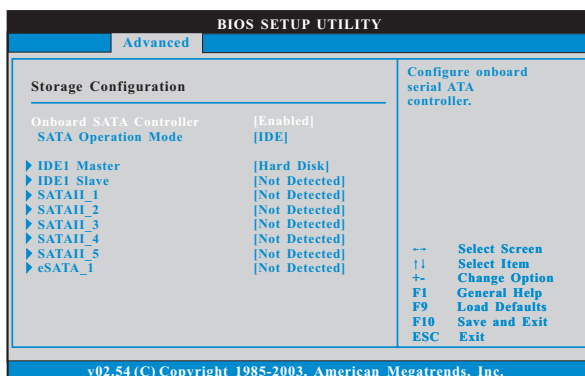 BIOS SETUP UTILITY
Advanced
Storage Configuration
Onboard SATA Controller [Enabled]
SATA Operation Mode [IDE]
IDE1 Master [Hard Disk]
IDE1 Slave [Not Detected]
SATAII_1 [Not Detected]
SATAII_2 [Not Detected]
SATAII_3 [Not Detected]
SATAII_4 [Not Detected]
SATAII_5 [Not Detected]
eSATA_1 [Not Detected]
Configure onboard
serial ATA
controller.
←→ Select Screen
↑↓ Select Item
+- Change Option
F1 General Help
F9 Load Defaults
F10 Save and Exit
ESC Exit
v02.54 (C) Copyright 1985-2003, American Megatrends, Inc.